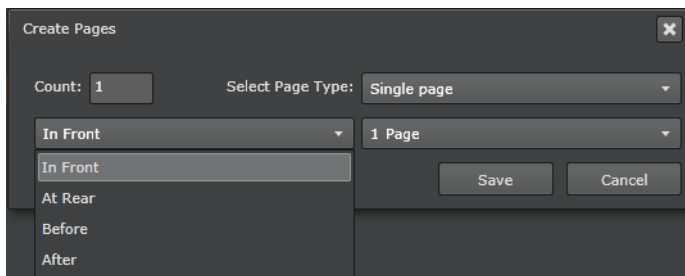 Create Pages
Count: 1 Select Page Type: Single page
In Front 1 Page
In Front
At Rear
Before
After
Save Cancel